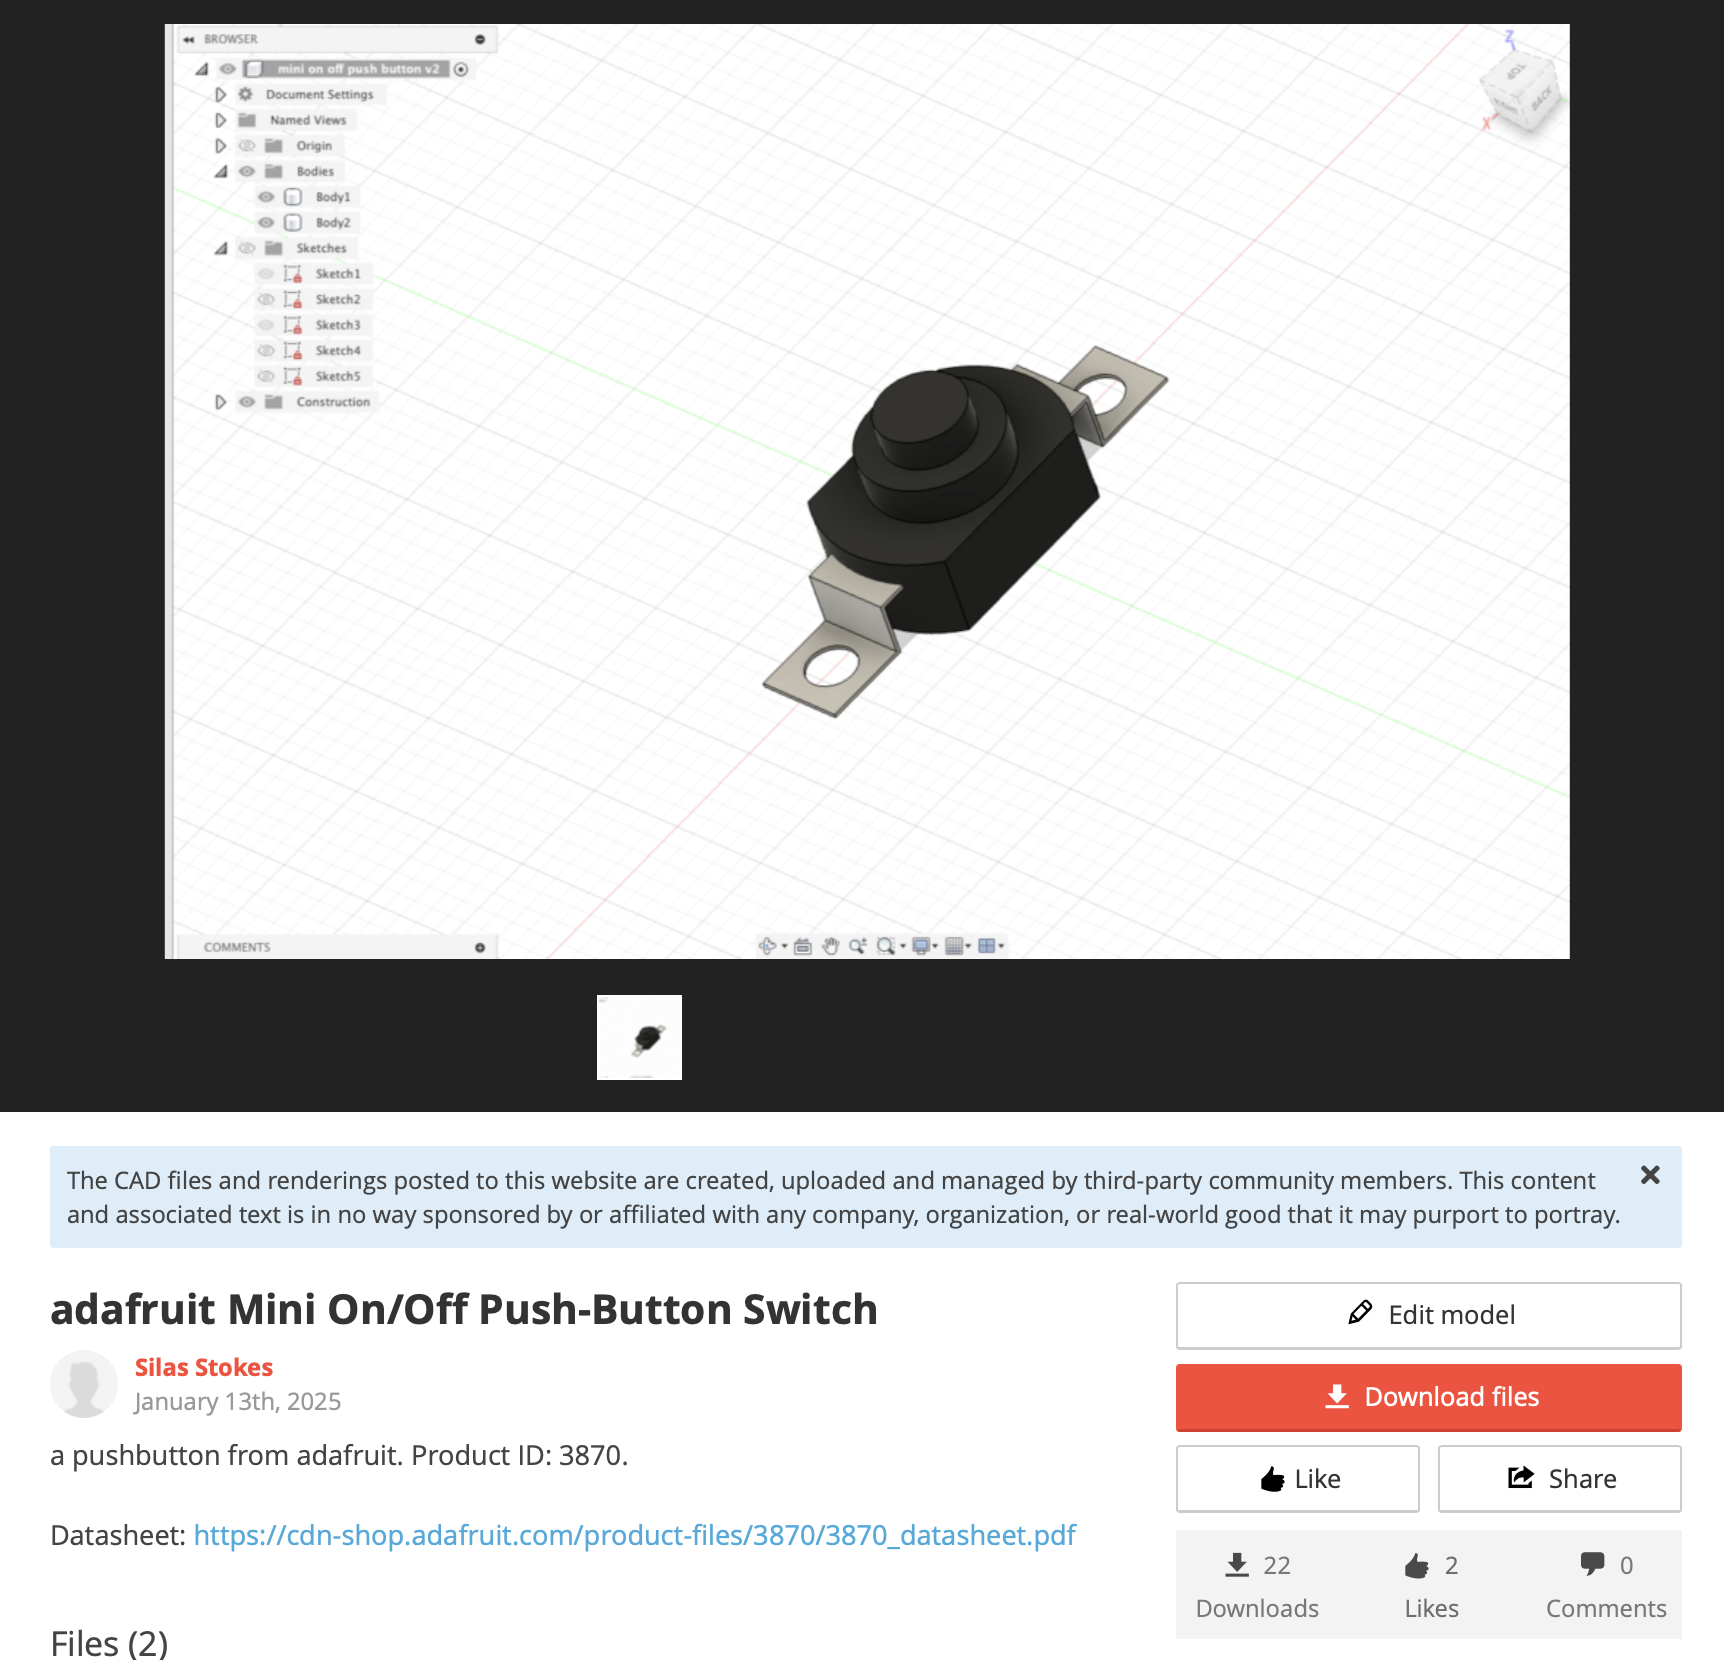 BROWSER
mini on off push button v2
Document Settings
Named Views
Origin
Bodies
Body1
Body2
Sketches
Sketch1
Sketch2
Sketch3
Sketch4
Sketch5
Construction
Z
TOP
BACK
X
COMMENTS
The CAD files and renderings posted to this website are created, uploaded and managed by third-party community members. This content
and associated text is in no way sponsored by or affiliated with any company, organization, or real-world good that it may purport to portray.
adafruit Mini On/Off Push-Button Switch
Silas Stokes
January 13th, 2025
a pushbutton from adafruit. Product ID: 3870.
Datasheet: https://cdn-shop.adafruit.com/product-files/3870/3870_datasheet.pdf
Files (2)
Edit model
Download files
Like Share
22 2 0
Downloads Likes Comments